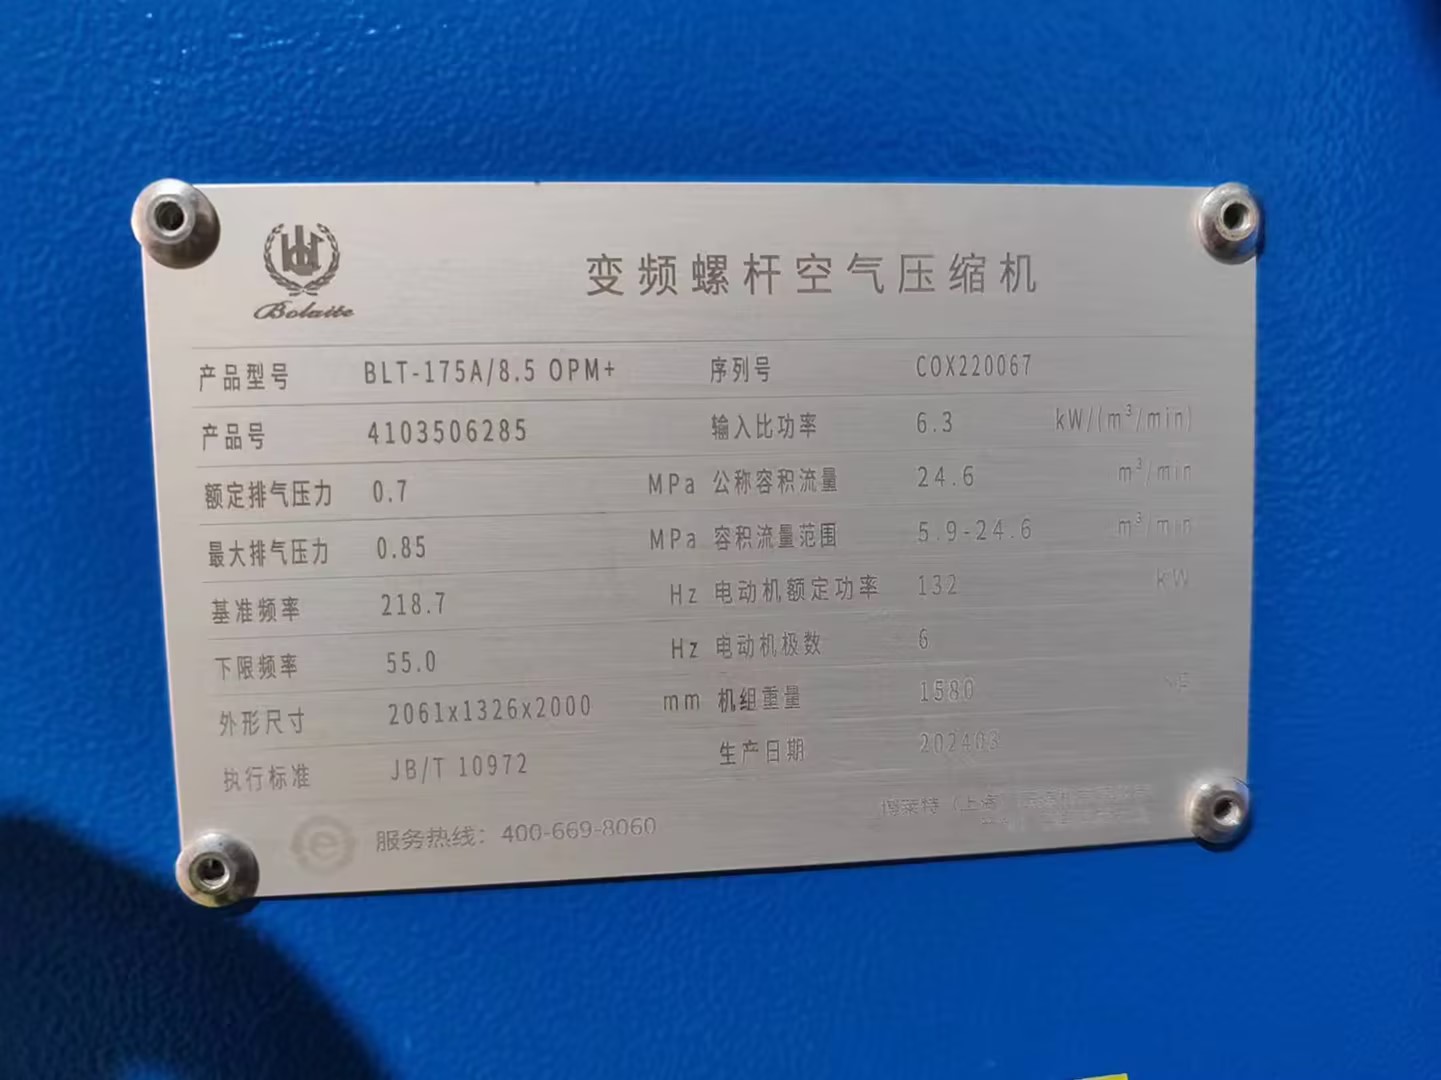 Bolaite
变频螺杆空气压缩机
产品型号 BLT-175A/8.5 OPM+ 序列号 COX220067
产品号 4103506285 输入比功率 6.3 kW/(m³/min)
额定排气压力 0.7 MPa 公称容积流量 24.6 m³/min
最大排气压力 0.85 MPa 容积流量范围 5.9-24.6 m³/min
基准频率 218.7 Hz 电动机额定功率 132 kW
下限频率 55.0 Hz 电动机极数 6
外形尺寸 2061x1326x2000 mm 机组重量 1580
执行标准 JB/T 10972 生产日期 202403
服务热线：400-669-8060 博莱特（上海）